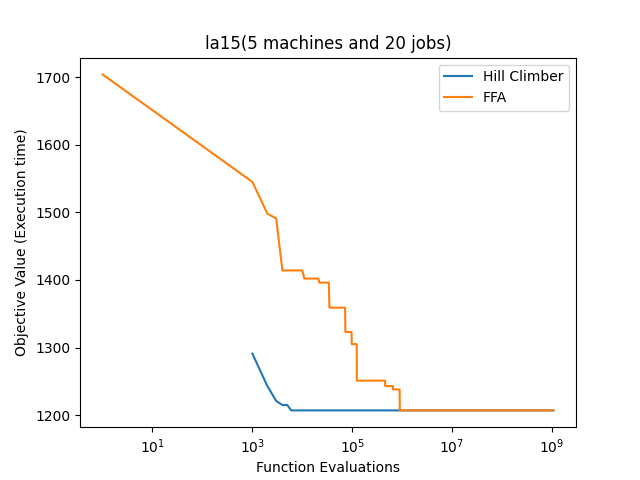 la15(5 machines and 20 jobs)
Hill Climber
FFA
Objective Value (Execution time)
1700
1600
1500
1400
1300
1200
10¹ 10³ 10⁵ 10⁷ 10⁹
Function Evaluations